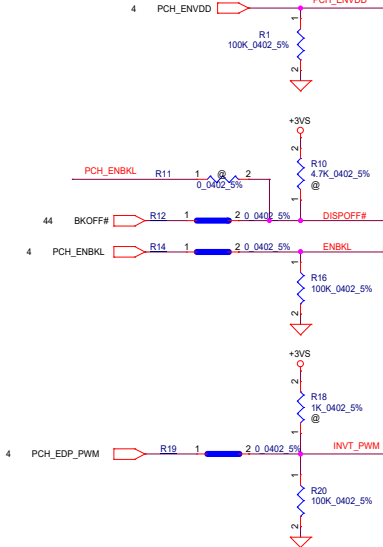 PCH_ENVDD
4 PCH_ENVDD
1
R1
100K_0402_5%
2
+3VS
2
R10
4.7K_0402_5%
@
1
PCH_ENBKL R11 1 @ 2
0_0402_5%
44 BKOFF# R12 1 2 0_0402_5% DISPOFF#
4 PCH_ENBKL R14 1 2 0_0402_5% ENBKL
1
R16
100K_0402_5%
2
+3VS
2
R18
1K_0402_5%
@
1
4 PCH_EDP_PWM R19 1 2 0_0402_5% INVT_PWM
1
R20
100K_0402_5%
2